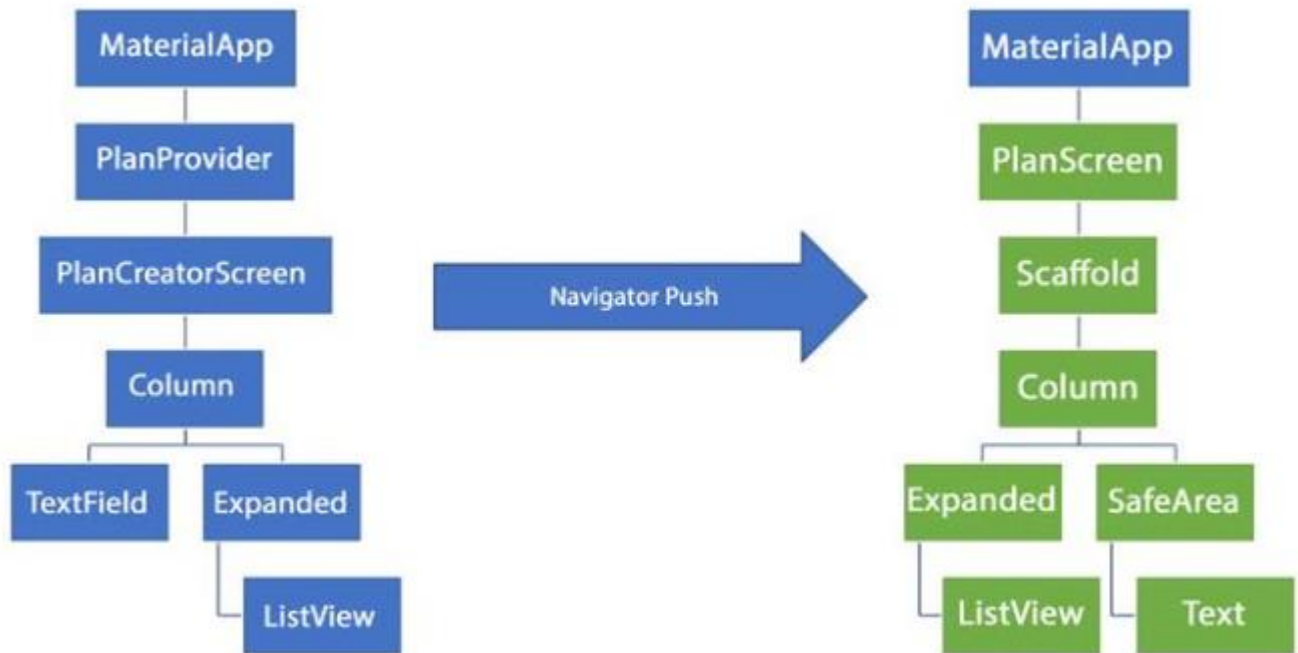 MaterialApp
PlanProvider
PlanCreatorScreen
Column
TextField
Expanded
ListView
Navigator Push
MaterialApp
PlanScreen
Scaffold
Column
Expanded
SafeArea
ListView
Text